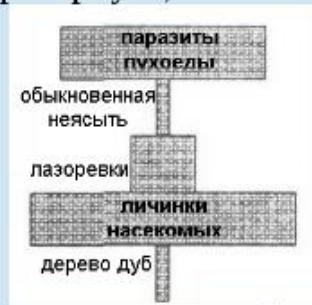 паразиты
пухоеды
обыкновенная
неясыть
лазоревки
личинки
насекомых
дерево дуб